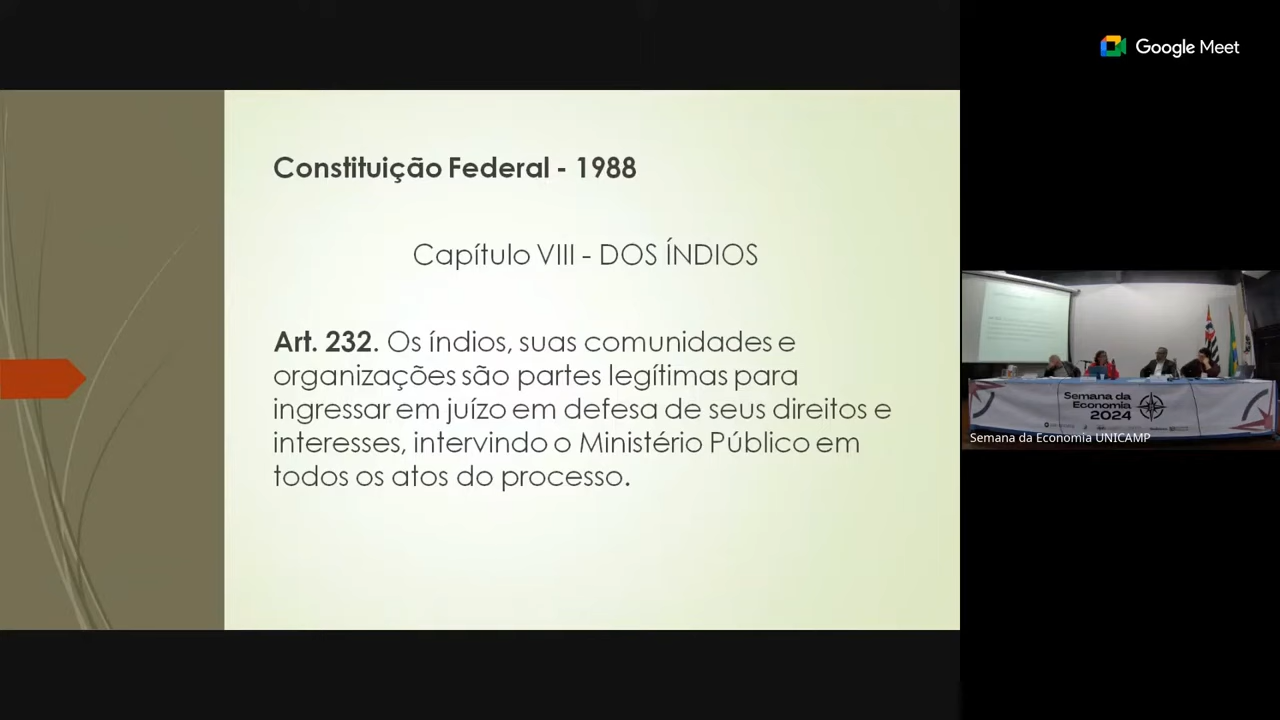 Constituição Federal - 1988
Capítulo VIII - DOS ÍNDIOS
Art. 232. Os índios, suas comunidades e
organizações são partes legítimas para
ingressar em juízo em defesa de seus direitos e
interesses, intervindo o Ministério Público em
todos os atos do processo.
Google Meet
Semana da
Economia
2024
Semana da Economia UNICAMP